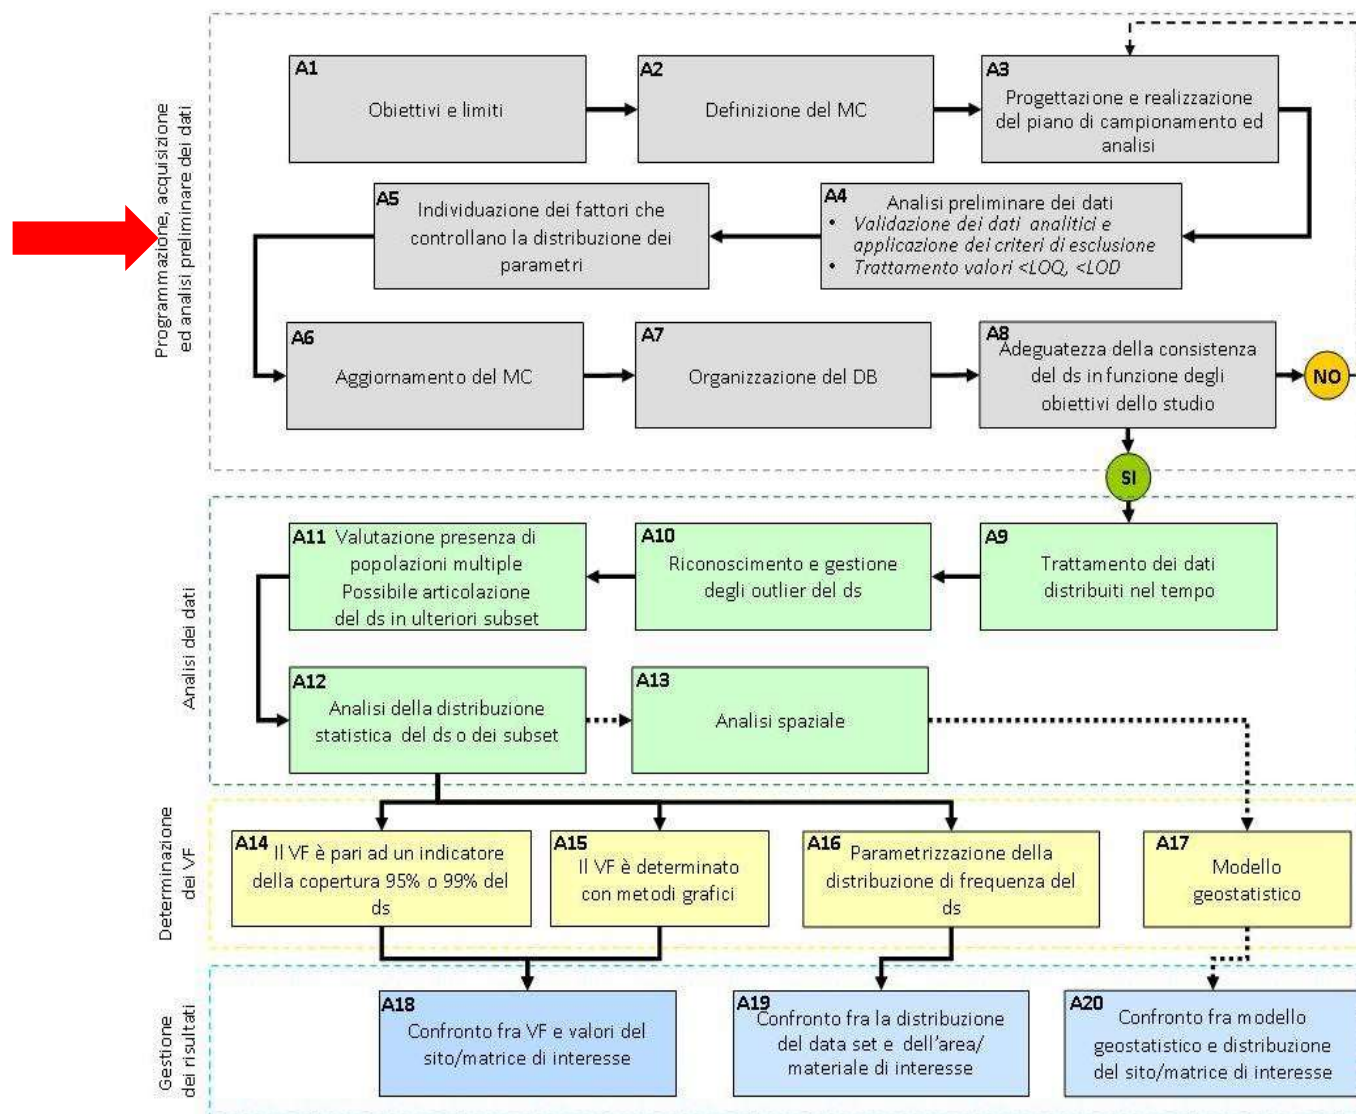 Programmazione, acquisizione
ed analisi preliminare dei dati
A1
Obiettivi e limiti
A2
Definizione del MC
A3
Progettazione e realizzazione
del piano di campionamento ed
analisi
A4
Analisi preliminare dei dati
• Validazione dei dati analitici e
applicazione dei criteri di esclusione
• Trattamento valori <LOQ, <LOD
A5
Individuazione dei fattori che
controllano la distribuzione dei
parametri
A6
Aggiornamento del MC
A7
Organizzazione del DB
A8
Adeguatezza della consistenza
del ds in funzione degli
obiettivi dello studio
NO
SI
Analisi dei dati
A9
Trattamento dei dati
distribuiti nel tempo
A10
Riconoscimento e gestione
degli outlier del ds
A11
Valutazione presenza di
popolazioni multiple
Possibile articolazione
del ds in ulteriori subset
A12
Analisi della distribuzione
statistica del ds o dei subset
A13
Analisi spaziale
Determinazione
dei VF
A14
Il VF è pari ad un indicatore
della copertura 95% o 99% del
ds
A15
Il VF è determinato
con metodi grafici
A16
Parametrizzazione della
distribuzione di frequenza del
ds
A17
Modello
geostatistico
Gestione
dei risultati
A18
Confronto fra VF e valori del
sito/matrice di interesse
A19
Confronto fra la distribuzione
del data set e dell'area/
materiale di interesse
A20
Confronto fra modello
geostatistico e distribuzione
del sito/matrice di interesse